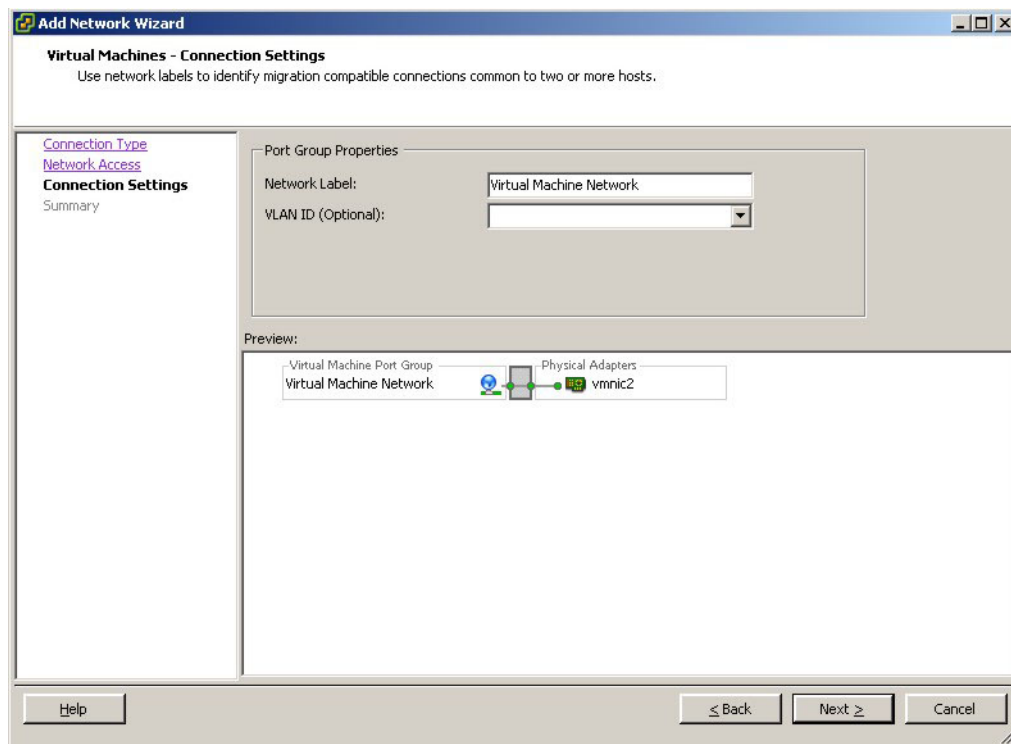 Add Network Wizard
Virtual Machines - Connection Settings
Use network labels to identify migration compatible connections common to two or more hosts.
Connection Type
Network Access
Connection Settings
Summary
Port Group Properties
Network Label:
Virtual Machine Network
VLAN ID (Optional):
Preview:
Virtual Machine Port Group
Virtual Machine Network
Physical Adapters
vmnic2
Help
< Back
Next >
Cancel